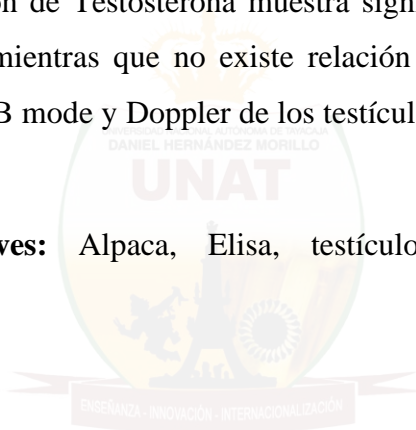 ón de Testosterona muestra signi
mientras que no existe relación
B mode y Doppler de los testícul
UNIVERSIDAD NACIONAL AUTÓNOMA DE TAYACAJA
DANIEL HERNÁNDEZ MORILLO
UNAT
ves: Alpaca, Elisa, testículo
ENSEÑANZA - INNOVACIÓN - INTERNACIONALIZACIÓN